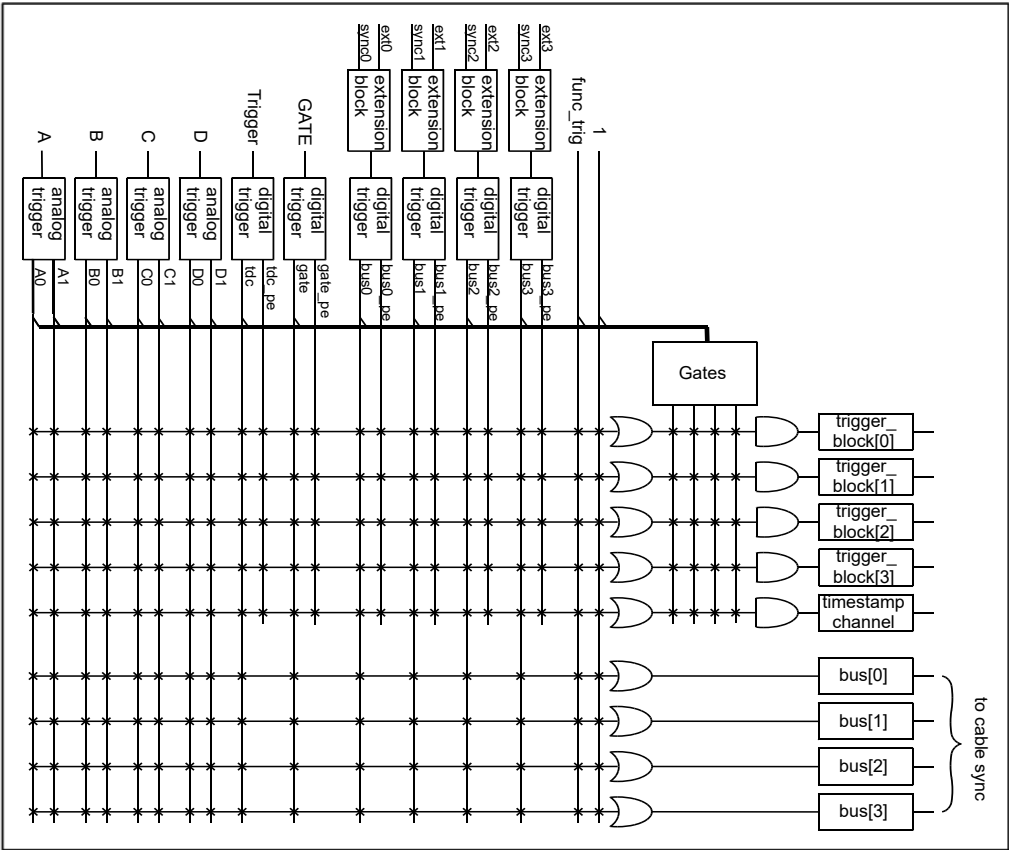 sync0
ext0
sync1
ext1
sync2
ext2
sync3
ext3
extension
block
extension
block
extension
block
extension
block
func_trig
1
A
B
C
D
Trigger
GATE
analog
trigger
analog
trigger
analog
trigger
analog
trigger
digital
trigger
digital
trigger
digital
trigger
digital
trigger
digital
trigger
digital
trigger
A0
A1
B0
B1
C0
C1
D0
D1
tdc
tdc_pe
gate
gate_pe
bus0
bus0_pe
bus1
bus1_pe
bus2
bus2_pe
bus3
bus3_pe
Gates
trigger_
block[0]
trigger_
block[1]
trigger_
block[2]
trigger_
block[3]
timestamp
channel
bus[0]
bus[1]
bus[2]
bus[3]
to cable sync